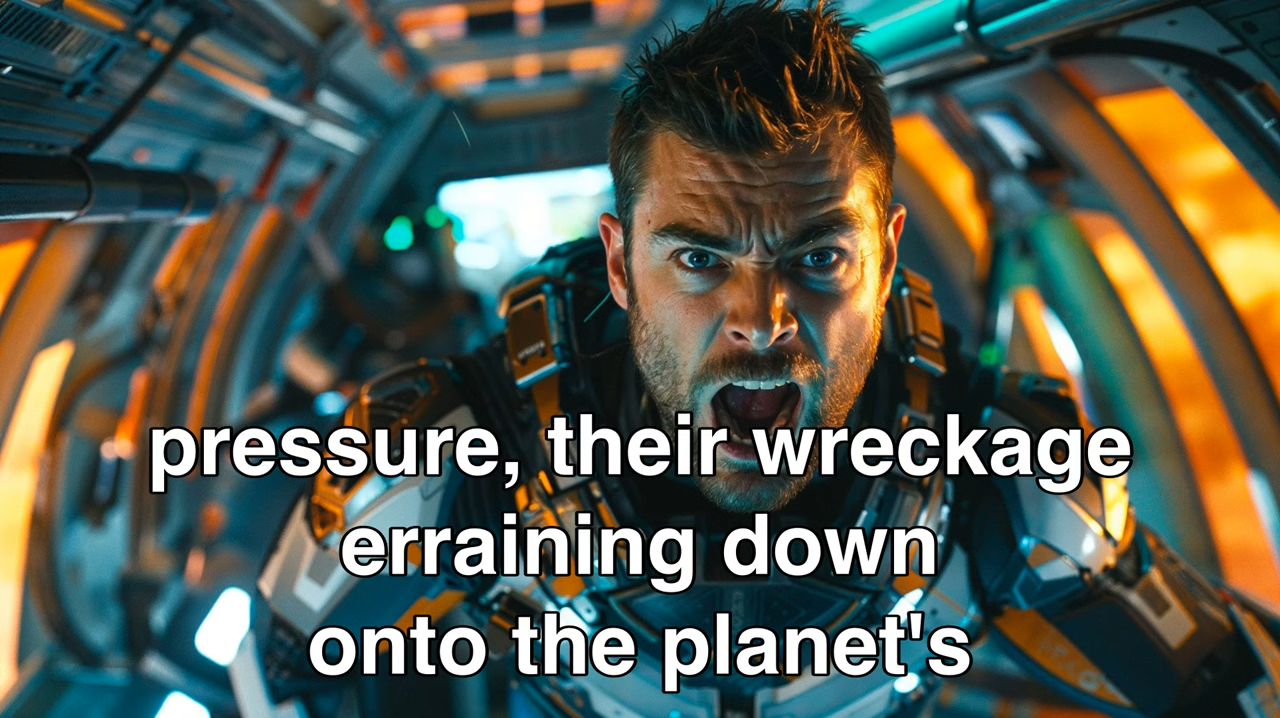 pressure, their wreckage
erraining down
onto the planet's